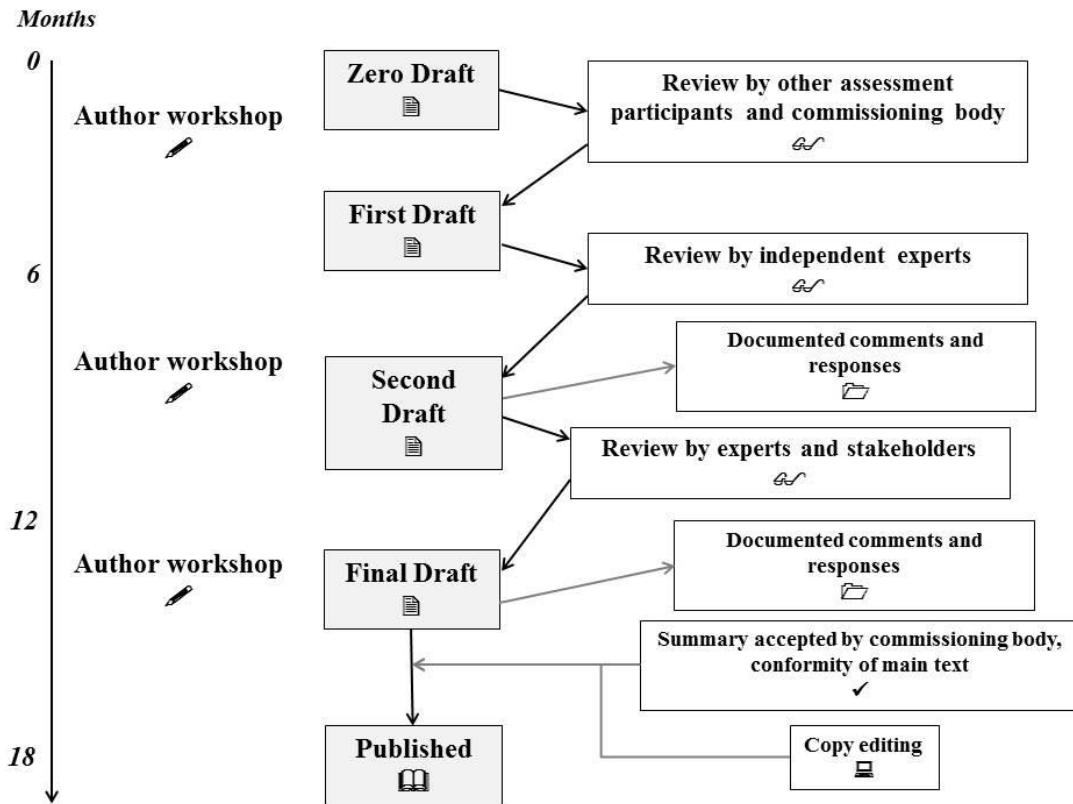 Months
0
Zero Draft
Review by other assessment
participants and commissioning body
Author workshop
First Draft
6
Review by independent experts
Author workshop
Second
Draft
Documented comments and
responses
Review by experts and stakeholders
12
Author workshop
Final Draft
Documented comments and
responses
Summary accepted by commissioning body,
conformity of main text
Published
18
Copy editing